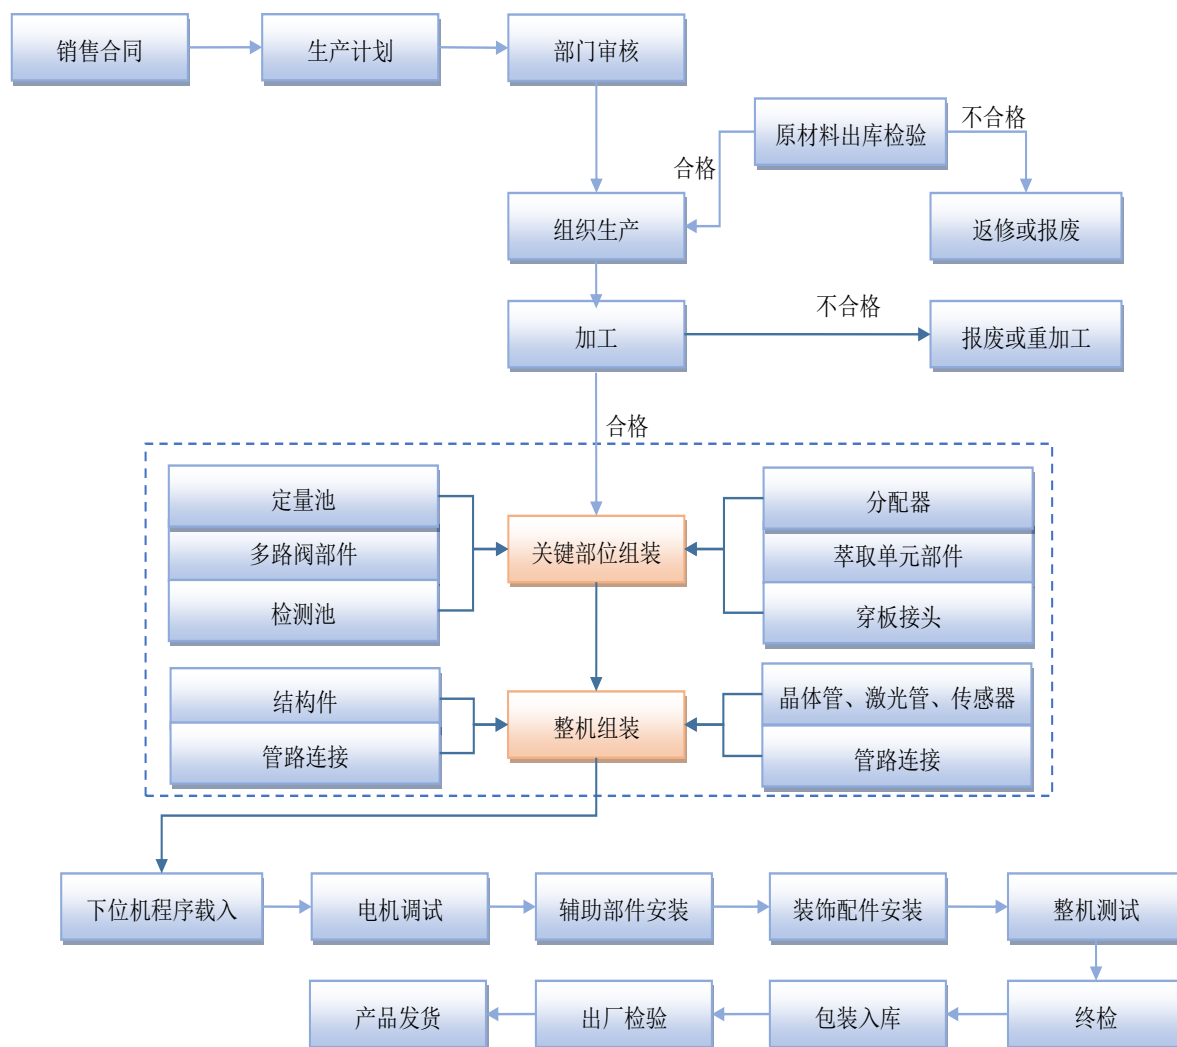 销售合同
生产计划
部门审核
原材料出库检验
不合格
合格
组织生产
返修或报废
加工
不合格
报废或重加工
合格
定量池
多路阀部件
检测池
关键部位组装
分配器
萃取单元部件
穿板接头
结构件
管路连接
整机组装
晶体管、激光管、传感器
管路连接
下位机程序载入
电机调试
辅助部件安装
装饰配件安装
整机测试
产品发货
出厂检验
包装入库
终检